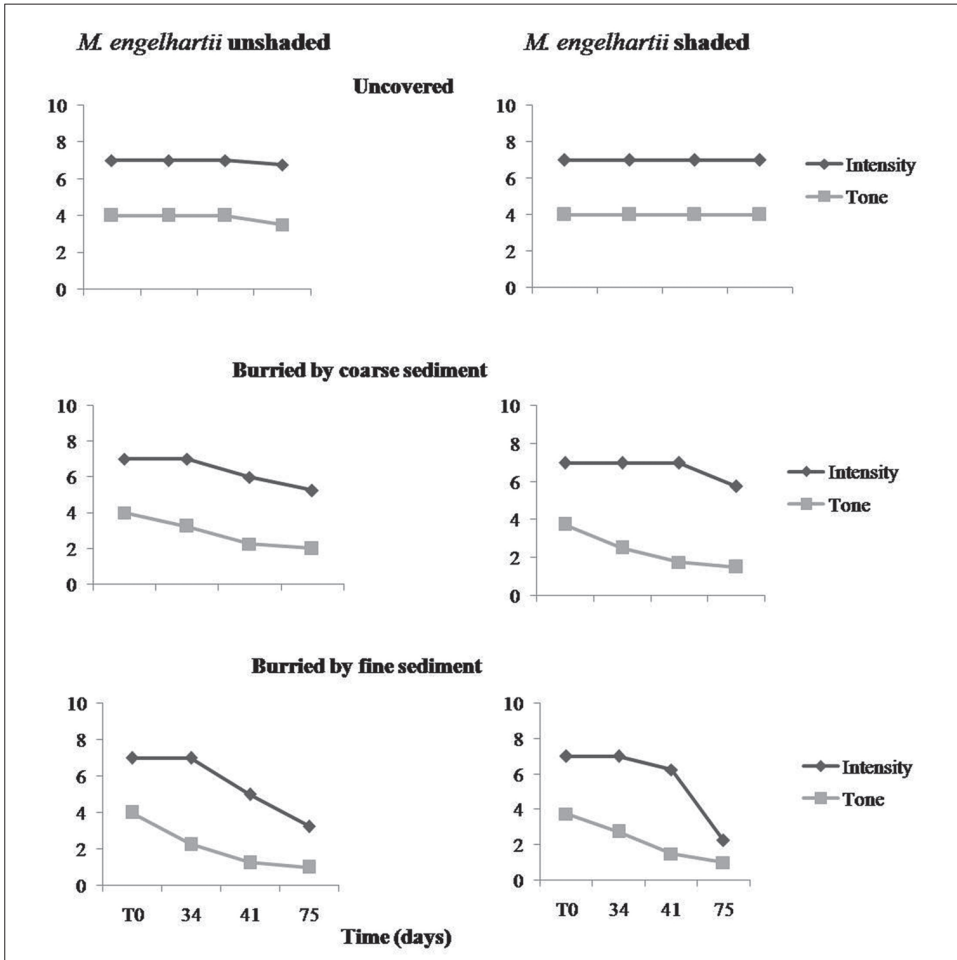 M. engelhartii unshaded
M. engelhartii shaded
Uncovered
10
8
6
4
2
0
10
8
6
4
2
0
Intensity
Tone
Burried by coarse sediment
10
8
6
4
2
0
10
8
6
4
2
0
Intensity
Tone
Burried by fine sediment
10
8
6
4
2
0
T0 34 41 75
10
8
6
4
2
0
T0 34 41 75
Intensity
Tone
Time (days)